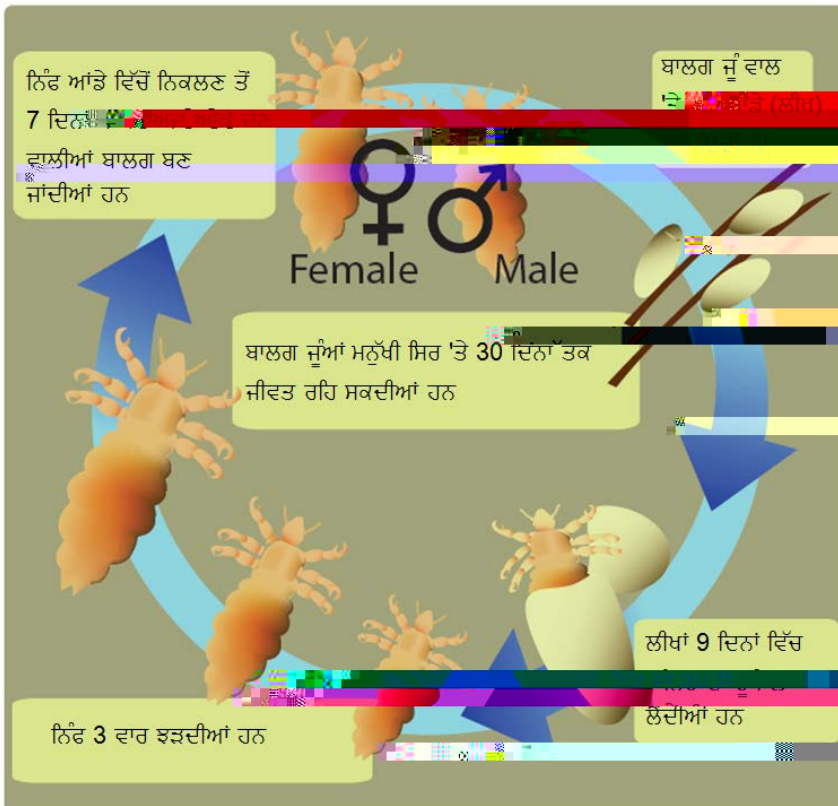 ਨਿੰਫ ਆਂਡੇ ਵਿੱਚੋਂ ਨਿਕਲਣ ਤੋਂ
7 ਦਿਨਾਂ
ਵਾਲੀਆਂ ਬਾਲਗ ਬਣ
ਜਾਂਦੀਆਂ ਹਨ
ਬਾਲਗ ਜੂੰ ਵਾਲ
'ਤੇ (ਲੀਖ)
Female
Male
ਬਾਲਗ ਜੂੰਆਂ ਮਨੁੱਖੀ ਸਿਰ 'ਤੇ 30 ਦਿਨਾਂ ਤਕ
ਜੀਵਤ ਰਹਿ ਸਕਦੀਆਂ ਹਨ
ਲੀਖਾਂ 9 ਦਿਨਾਂ ਵਿੱਚ
ਲੈਂਦੀਆਂ ਹਨ
ਨਿੰਫ 3 ਵਾਰ ਝੜਦੀਆਂ ਹਨ